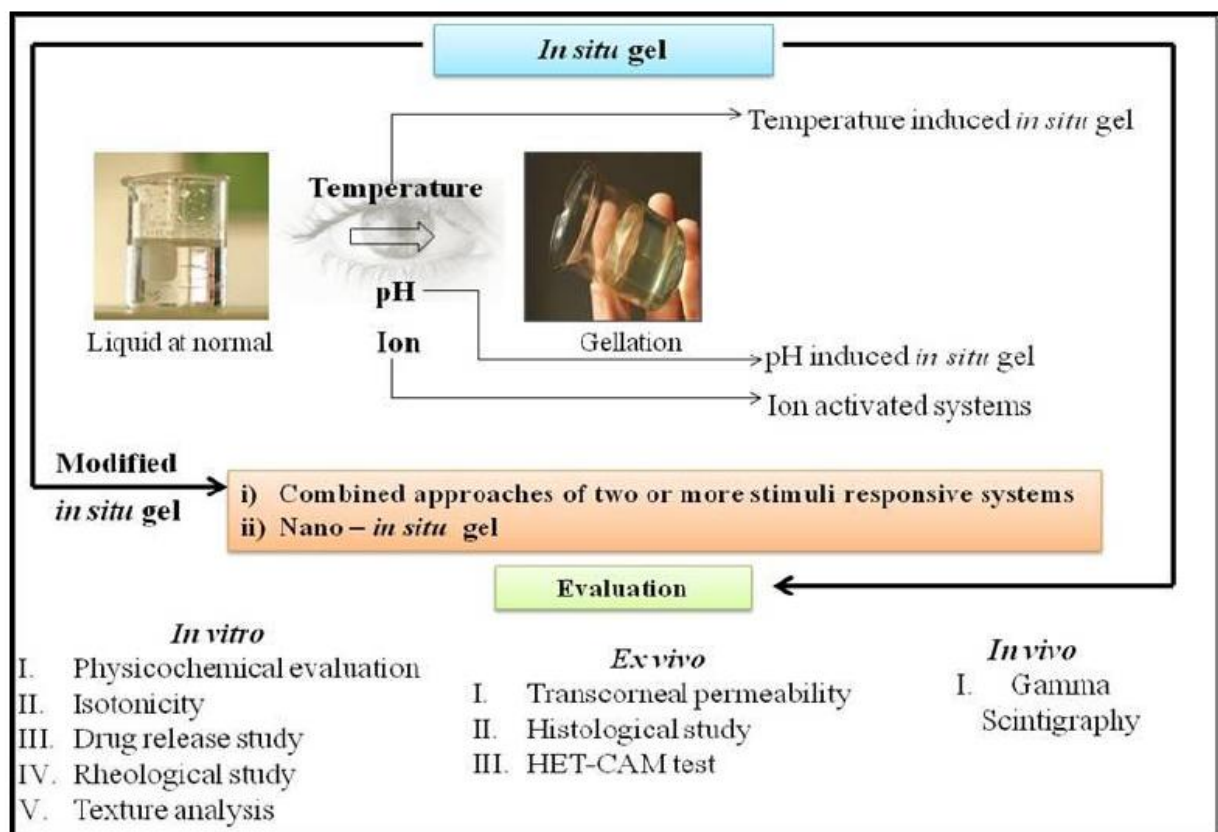 In situ gel
Temperature induced in situ gel
Temperature
pH
Ion
Liquid at normal
Gellation
pH induced in situ gel
Ion activated systems
Modified
in situ gel
i) Combined approaches of two or more stimuli responsive systems
ii) Nano – in situ gel
Evaluation
In vitro
I. Physicochemical evaluation
II. Isotonicity
III. Drug release study
IV. Rheological study
V. Texture analysis
Ex vivo
I. Transcorneal permeability
II. Histological study
III. HET-CAM test
In vivo
I. Gamma
Scintigraphy